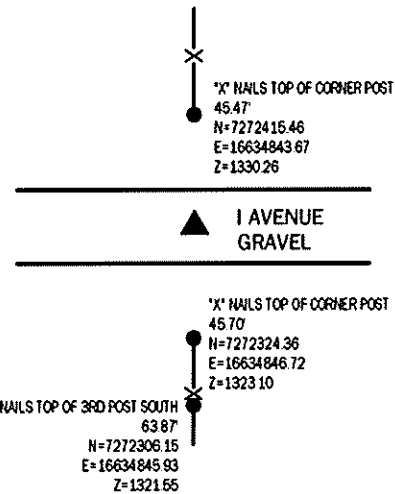 "X" NAILS TOP OF CORNER POST
45.47'
N=7272415.46
E=16634843.67
Z=1330.26
I AVENUE
GRAVEL
"X" NAILS TOP OF CORNER POST
45.70'
N=7272324.36
E=16634846.72
Z=1323.10
NAILS TOP OF 3RD POST SOUTH
63.87'
N=7272306.15
E=16634845.93
Z=1321.55